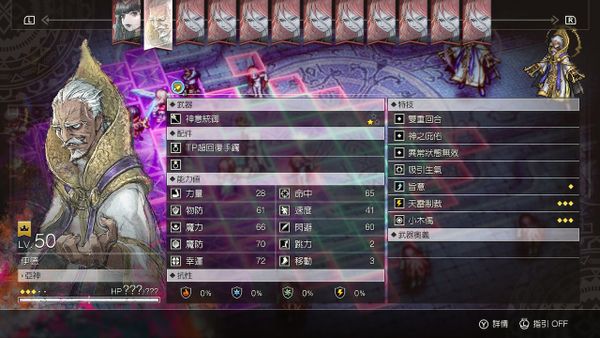 L
R
武器
神意統御
配件
TP超回復手鐲
能力值
力量 28 命中 65
物防 61 速度 41
魔力 66 閃避 60
魔防 70 跳力 2
幸運 72 移動 3
抗性
0% 0% 0% 0%
特技
雙重回合
神之庇佑
異常狀態無效
吸引生氣
旨意
天雷制裁
小木偶
武器奧義
LV. 50
伊德
亞神
HP ???/???
Y 詳情 L 指引 OFF